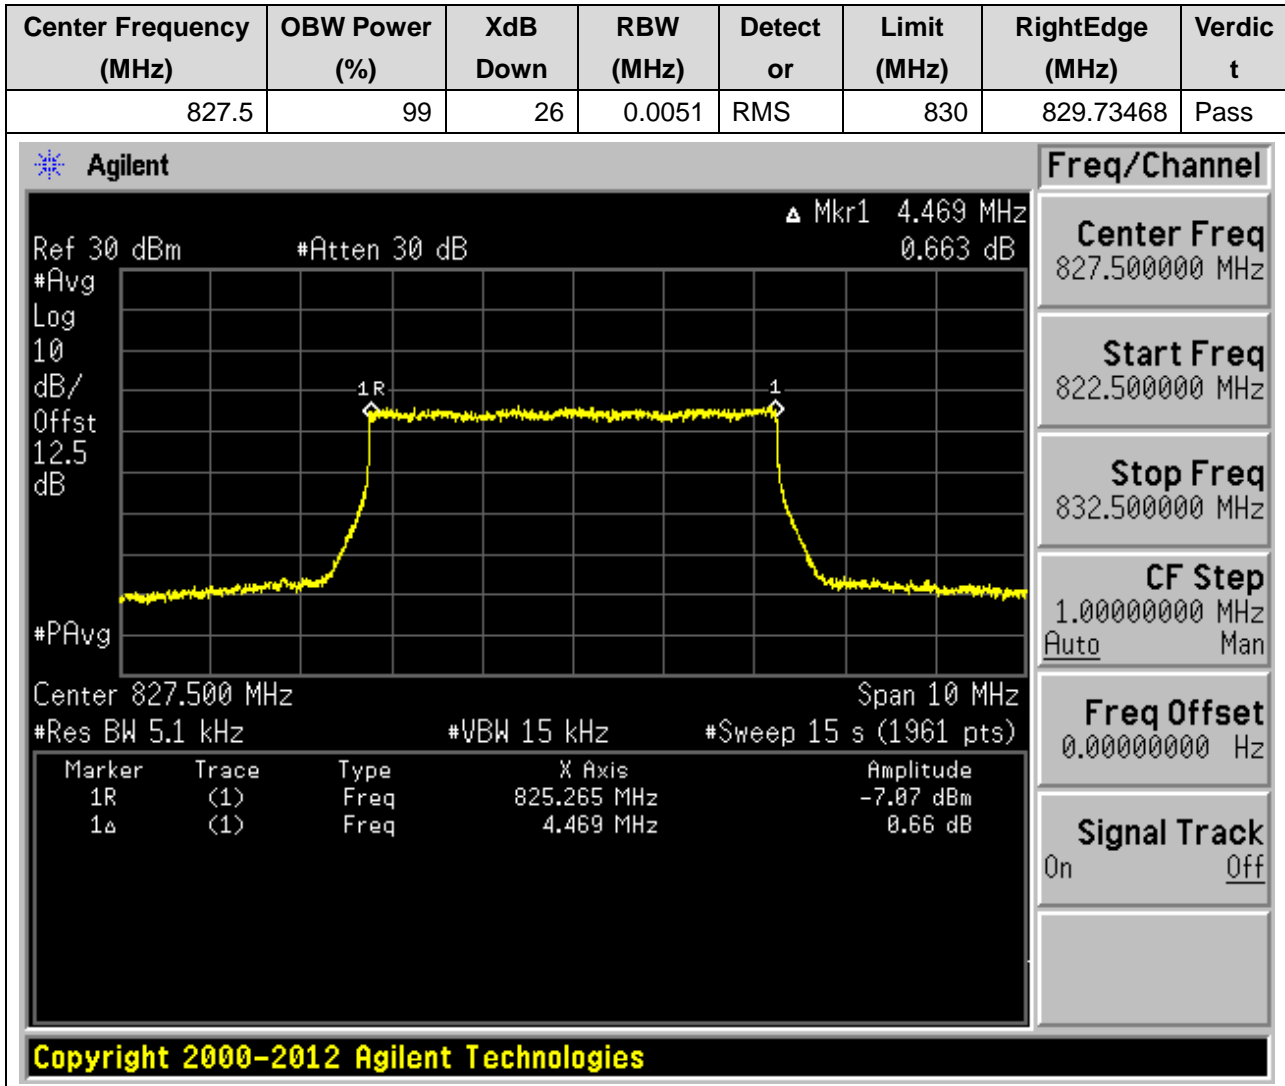 Center Frequency OBW Power XdB RBW Detect Limit RightEdge Verdic
(MHz) (%) Down (MHz) or (MHz) (MHz) t
827.5 99 26 0.0051 RMS 830 829.73468 Pass
Agilent Freq/Channel
Δ Mkr1 4.469 MHz
Ref 30 dBm #Atten 30 dB 0.663 dB
#Avg
Log
10
dB/
Offst
12.5
dB
#PAvg
1R 1
Center 827.500 MHz Span 10 MHz
#Res BW 5.1 kHz #VBW 15 kHz #Sweep 15 s (1961 pts)
Marker Trace Type X Axis Amplitude
1R (1) Freq 825.265 MHz -7.07 dBm
1Δ (1) Freq 4.469 MHz 0.66 dB
Center Freq
827.500000 MHz
Start Freq
822.500000 MHz
Stop Freq
832.500000 MHz
CF Step
1.00000000 MHz
Auto Man
Freq Offset
0.00000000 Hz
Signal Track
On Off
Copyright 2000-2012 Agilent Technologies